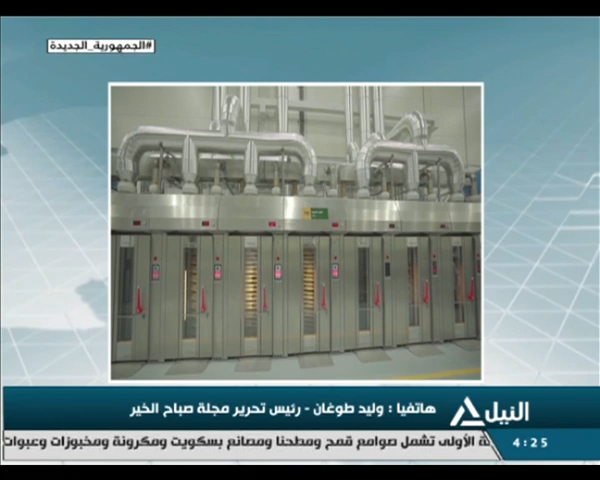 #الجمهورية_الجديدة
هاتفيا : وليد طوغان - رئيس تحرير مجلة صباح الخير
النيل
الأولى تشمل صوامع قمح ومطحنا ومصانع بسكويت ومكرونة ومخبوزات وعبوات
4:25